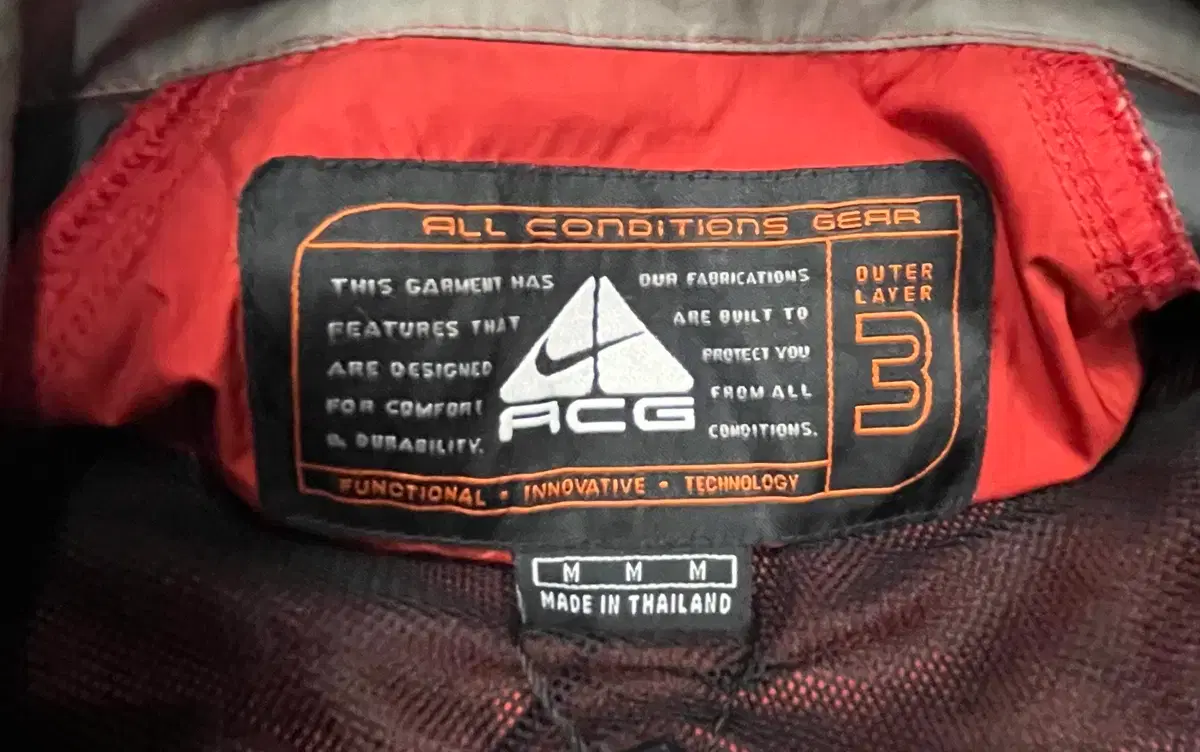 ALL CONDITIONS GEAR
THIS GARMENT HAS
FEATURES THAT
ARE DESIGNED
FOR COMFORT
& DURABILITY.
ACG
OUR FABRICATIONS
ARE BUILT TO
PROTECT YOU
FROM ALL
CONDITIONS.
OUTER
LAYER
3
FUNCTIONAL • INNOVATIVE • TECHNOLOGY
M M M
MADE IN THAILAND